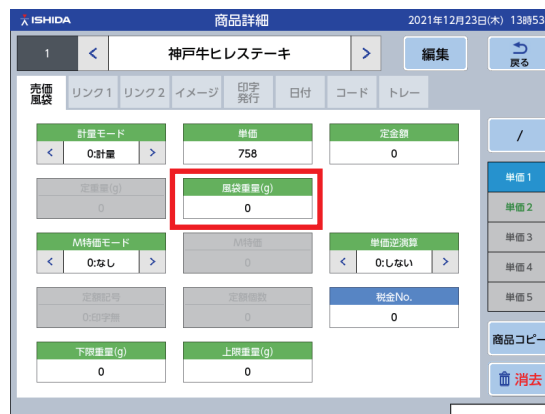 ISHIDA 商品詳細 2021年12月23日(木) 13時53
1 < 神戸牛ヒレステーキ > 編集 戻る
売価
風袋 リンク1 リンク2 イメージ 印字
発行 日付 コード トレー
計量モード 単価 定金額 /
< 0:計量 > 758 0
単価1
定重量(g) 風袋重量(g)
0 0 単価2
M特価モード M特価 単価逆演算 単価3
< 0:なし > 0 < 0:しない > 単価4
定額記号 定額個数 税金No. 単価5
0:印字無 0 0
商品コピー
下限重量(g) 上限重量(g)
0 0 消去